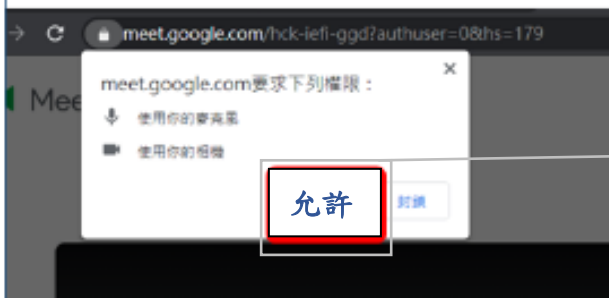 meet.google.com/hck-iefi-ggd?authuser=0&hs=179
Mee
meet.google.com要求下列權限：
使用你的麥克風
使用你的相機
允許
封鎖